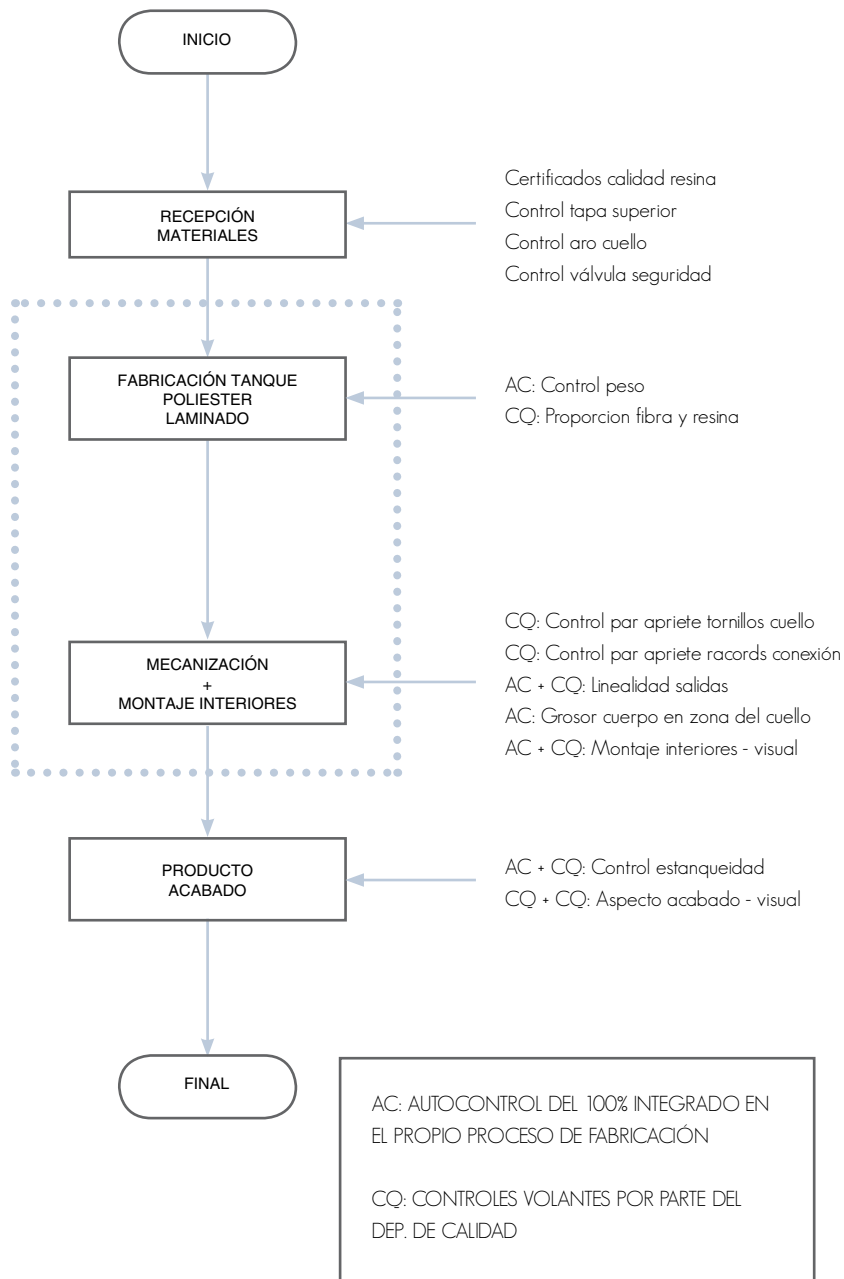 INICIO
RECEPCIÓN
MATERIALES
Certificados calidad resina
Control tapa superior
Control aro cuello
Control válvula seguridad
FABRICACIÓN TANQUE
POLIESTER
LAMINADO
AC: Control peso
CQ: Proporcion fibra y resina
MECANIZACIÓN
+
MONTAJE INTERIORES
CQ: Control par apriete tornillos cuello
CQ: Control par apriete racords conexión
AC + CQ: Linealidad salidas
AC: Grosor cuerpo en zona del cuello
AC + CQ: Montaje interiores - visual
PRODUCTO
ACABADO
AC + CQ: Control estanqueidad
CQ + CQ: Aspecto acabado - visual
FINAL
AC: AUTOCONTROL DEL 100% INTEGRADO EN
EL PROPIO PROCESO DE FABRICACIÓN
CQ: CONTROLES VOLANTES POR PARTE DEL
DEP. DE CALIDAD